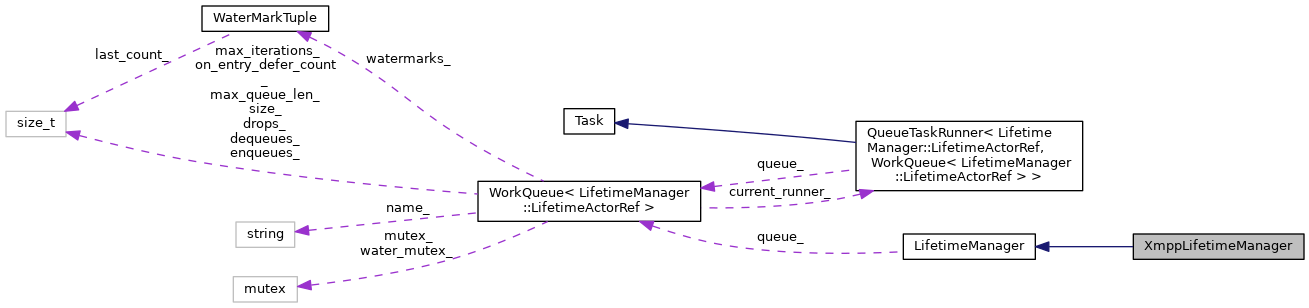 WaterMarkTuple
last_count_
max_iterations_
on_entry_defer_count
_
max_queue_len_
size_
drops_
dequeues_
enqueues_
watermarks_
size_t
Task
QueueTaskRunner< Lifetime
Manager::LifetimeActorRef,
WorkQueue< LifetimeManager
::LifetimeActorRef > >
queue_
current_runner_
WorkQueue< LifetimeManager
::LifetimeActorRef >
name_
string
mutex_
water_mutex_
mutex
queue_
LifetimeManager
XmppLifetimeManager